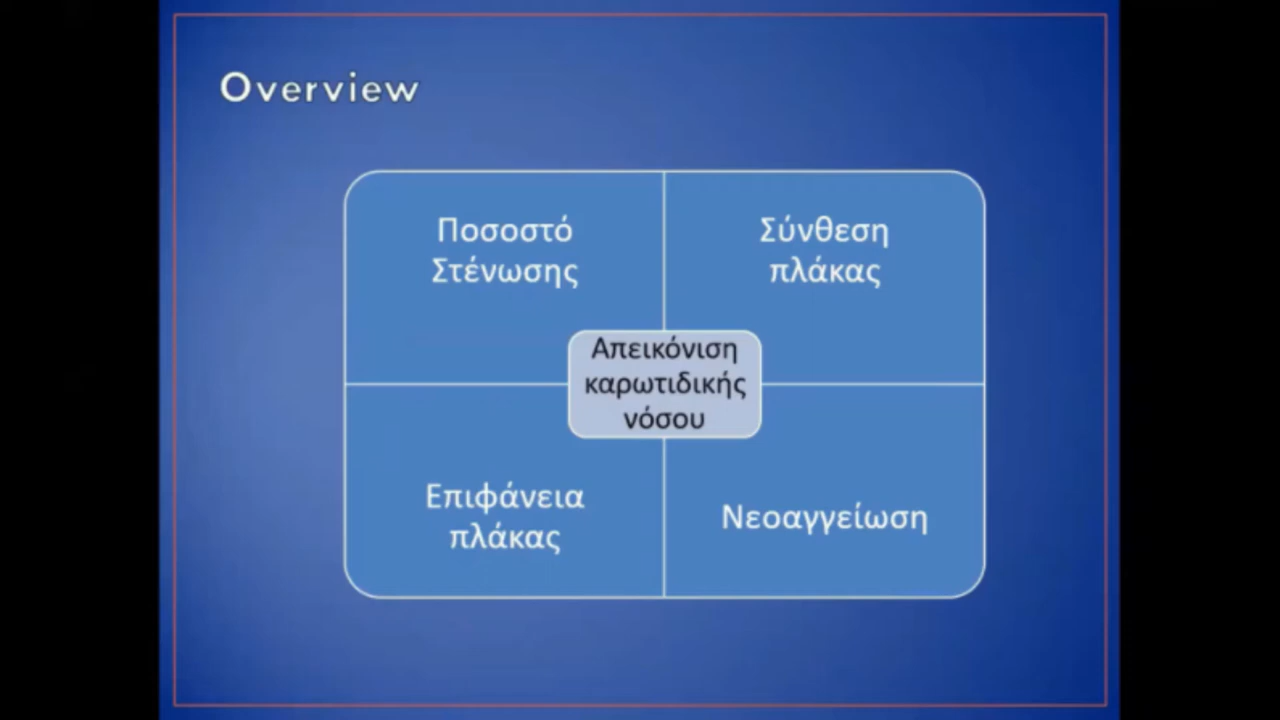 Overview
Ποσοστό
Στένωσης
Σύνθεση
πλάκας
Απεικόνιση
καρωτιδικής
νόσου
Επιφάνεια
πλάκας
Νεοαγγείωση